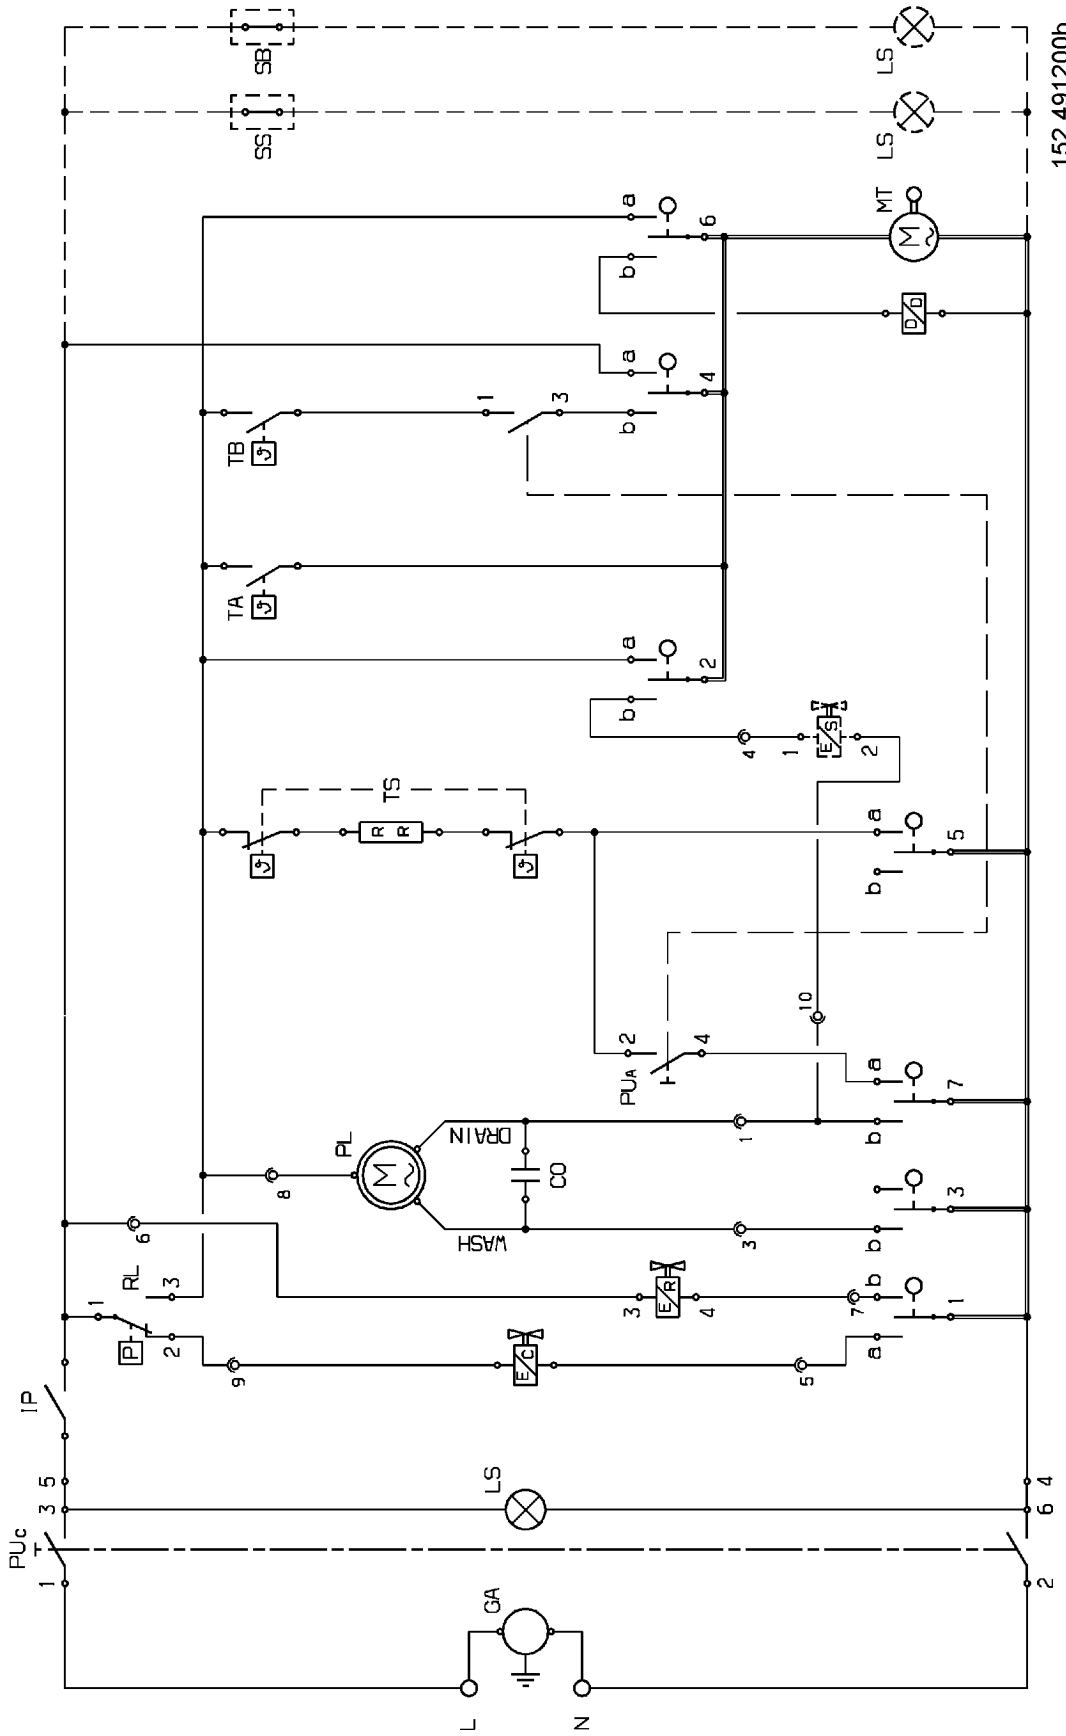 SB
LS
SS
LS
152 491200b
a
b
6
MT
M
~
D/D
a
b
4
TB
ϑ
1
3
TA
ϑ
a
b
2
4
1
E/S
2
TS
ϑ
R R
ϑ
a
b
5
10
PUA
2
4
a
b
7
PL
M
~
8
DRAIN
WASH
CO
1
3
b
3
6
RL
1
3
2
P
3
E/R
4
7
b
a
1
9
E/C
5
IP
5
3
LS
4
6
PUc
1
2
GA
L
N